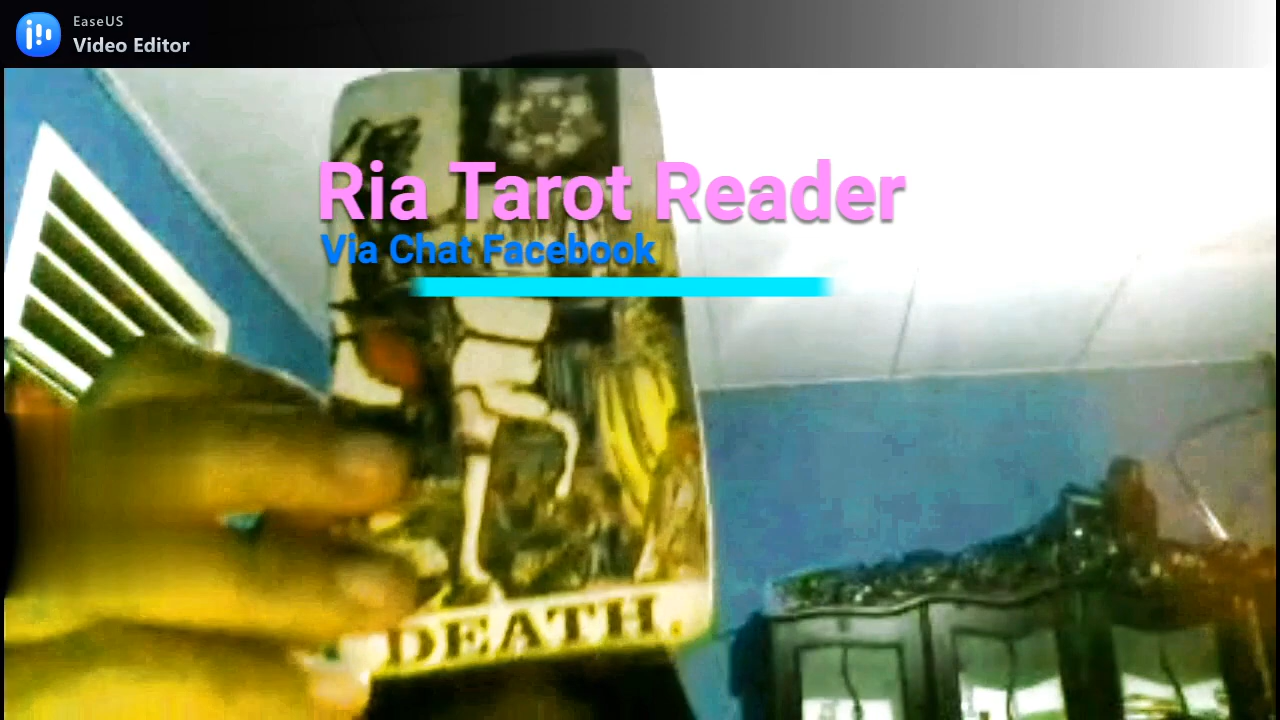 EaseUS
Video Editor
Ria Tarot Reader
Via Chat Facebook
DEATH.